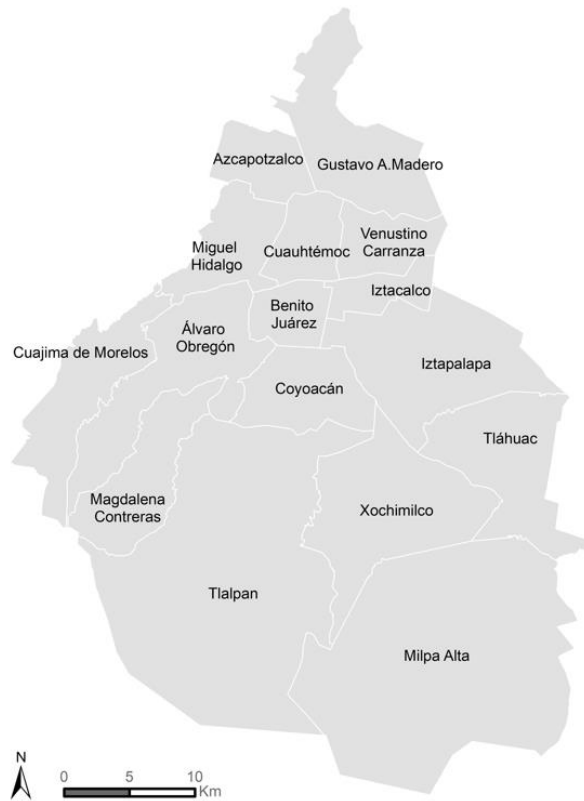 Azcapotzalco
Gustavo A.Madero
Venustino
Carranza
Miguel
Hidalgo
Cuauhtémoc
Iztacalco
Benito
Juárez
Álvaro
Obregón
Cuajima de Morelos
Iztapalapa
Coyoacán
Tláhuac
Magdalena
Contreras
Xochimilco
Tlalpan
Milpa Alta
N
0 5 10
Km